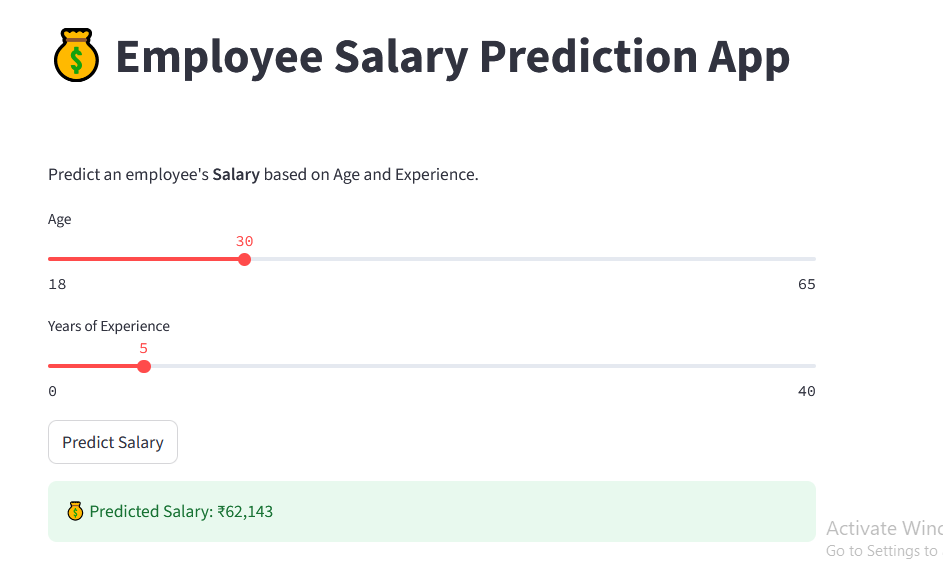 Employee Salary Prediction App
Predict an employee's Salary based on Age and Experience.
Age
30
18 65
Years of Experience
5
0 40
Predict Salary
Predicted Salary: ₹62,143
Activate
Go to Settings to